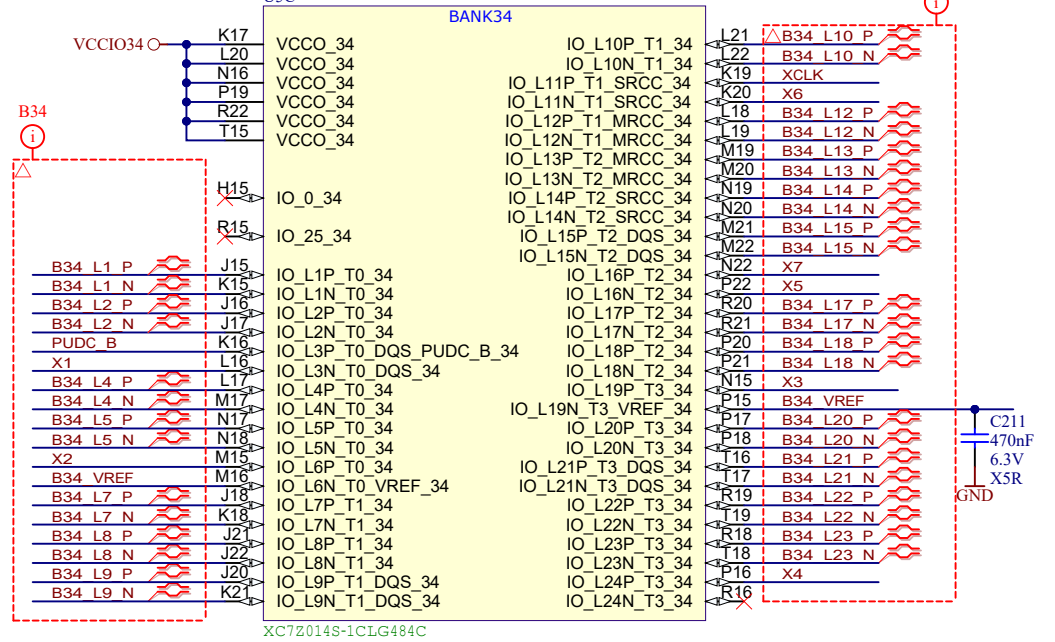 BANK34
VCCIO34
K17 VCCO_34
L20 VCCO_34
N16 VCCO_34
P19 VCCO_34
R22 VCCO_34
T15 VCCO_34
B34
i
H15 IO_0_34
R15 IO_25_34
B34_L1_P J15 IO_L1P_T0_34
B34_L1_N K15 IO_L1N_T0_34
B34_L2_P J16 IO_L2P_T0_34
B34_L2_N J17 IO_L2N_T0_34
PUDC_B K16 IO_L3P_T0_DQS_PUDC_B_34
X1 L16 IO_L3N_T0_DQS_34
B34_L4_P L17 IO_L4P_T0_34
B34_L4_N M17 IO_L4N_T0_34
B34_L5_P N17 IO_L5P_T0_34
B34_L5_N N18 IO_L5N_T0_34
X2 M15 IO_L6P_T0_34
B34_VREF M16 IO_L6N_T0_VREF_34
B34_L7_P J18 IO_L7P_T1_34
B34_L7_N K18 IO_L7N_T1_34
B34_L8_P J21 IO_L8P_T1_34
B34_L8_N J22 IO_L8N_T1_34
B34_L9_P J20 IO_L9P_T1_DQS_34
B34_L9_N K21 IO_L9N_T1_DQS_34
i
IO_L10P_T1_34 L21 B34_L10_P
IO_L10N_T1_34 L22 B34_L10_N
IO_L11P_T1_SRCC_34 K19 XCLK
IO_L11N_T1_SRCC_34 K20 X6
IO_L12P_T1_MRCC_34 L18 B34_L12_P
IO_L12N_T1_MRCC_34 L19 B34_L12_N
IO_L13P_T2_MRCC_34 M19 B34_L13_P
IO_L13N_T2_MRCC_34 M20 B34_L13_N
IO_L14P_T2_SRCC_34 N19 B34_L14_P
IO_L14N_T2_SRCC_34 N20 B34_L14_N
IO_L15P_T2_DQS_34 M21 B34_L15_P
IO_L15N_T2_DQS_34 M22 B34_L15_N
IO_L16P_T2_34 N22 X7
IO_L16N_T2_34 P22 X5
IO_L17P_T2_34 R20 B34_L17_P
IO_L17N_T2_34 R21 B34_L17_N
IO_L18P_T2_34 P20 B34_L18_P
IO_L18N_T2_34 P21 B34_L18_N
IO_L19P_T3_34 N15 X3
IO_L19N_T3_VREF_34 P15 B34_VREF
IO_L20P_T3_34 P17 B34_L20_P
IO_L20N_T3_34 P18 B34_L20_N
IO_L21P_T3_DQS_34 T16 B34_L21_P
IO_L21N_T3_DQS_34 T17 B34_L21_N
IO_L22P_T3_34 R19 B34_L22_P
IO_L22N_T3_34 T19 B34_L22_N
IO_L23P_T3_34 R18 B34_L23_P
IO_L23N_T3_34 T18 B34_L23_N
IO_L24P_T3_34 P16 X4
IO_L24N_T3_34 R16
C211
470nF
6.3V
X5R
GND
XC7Z014S-1CLG484C